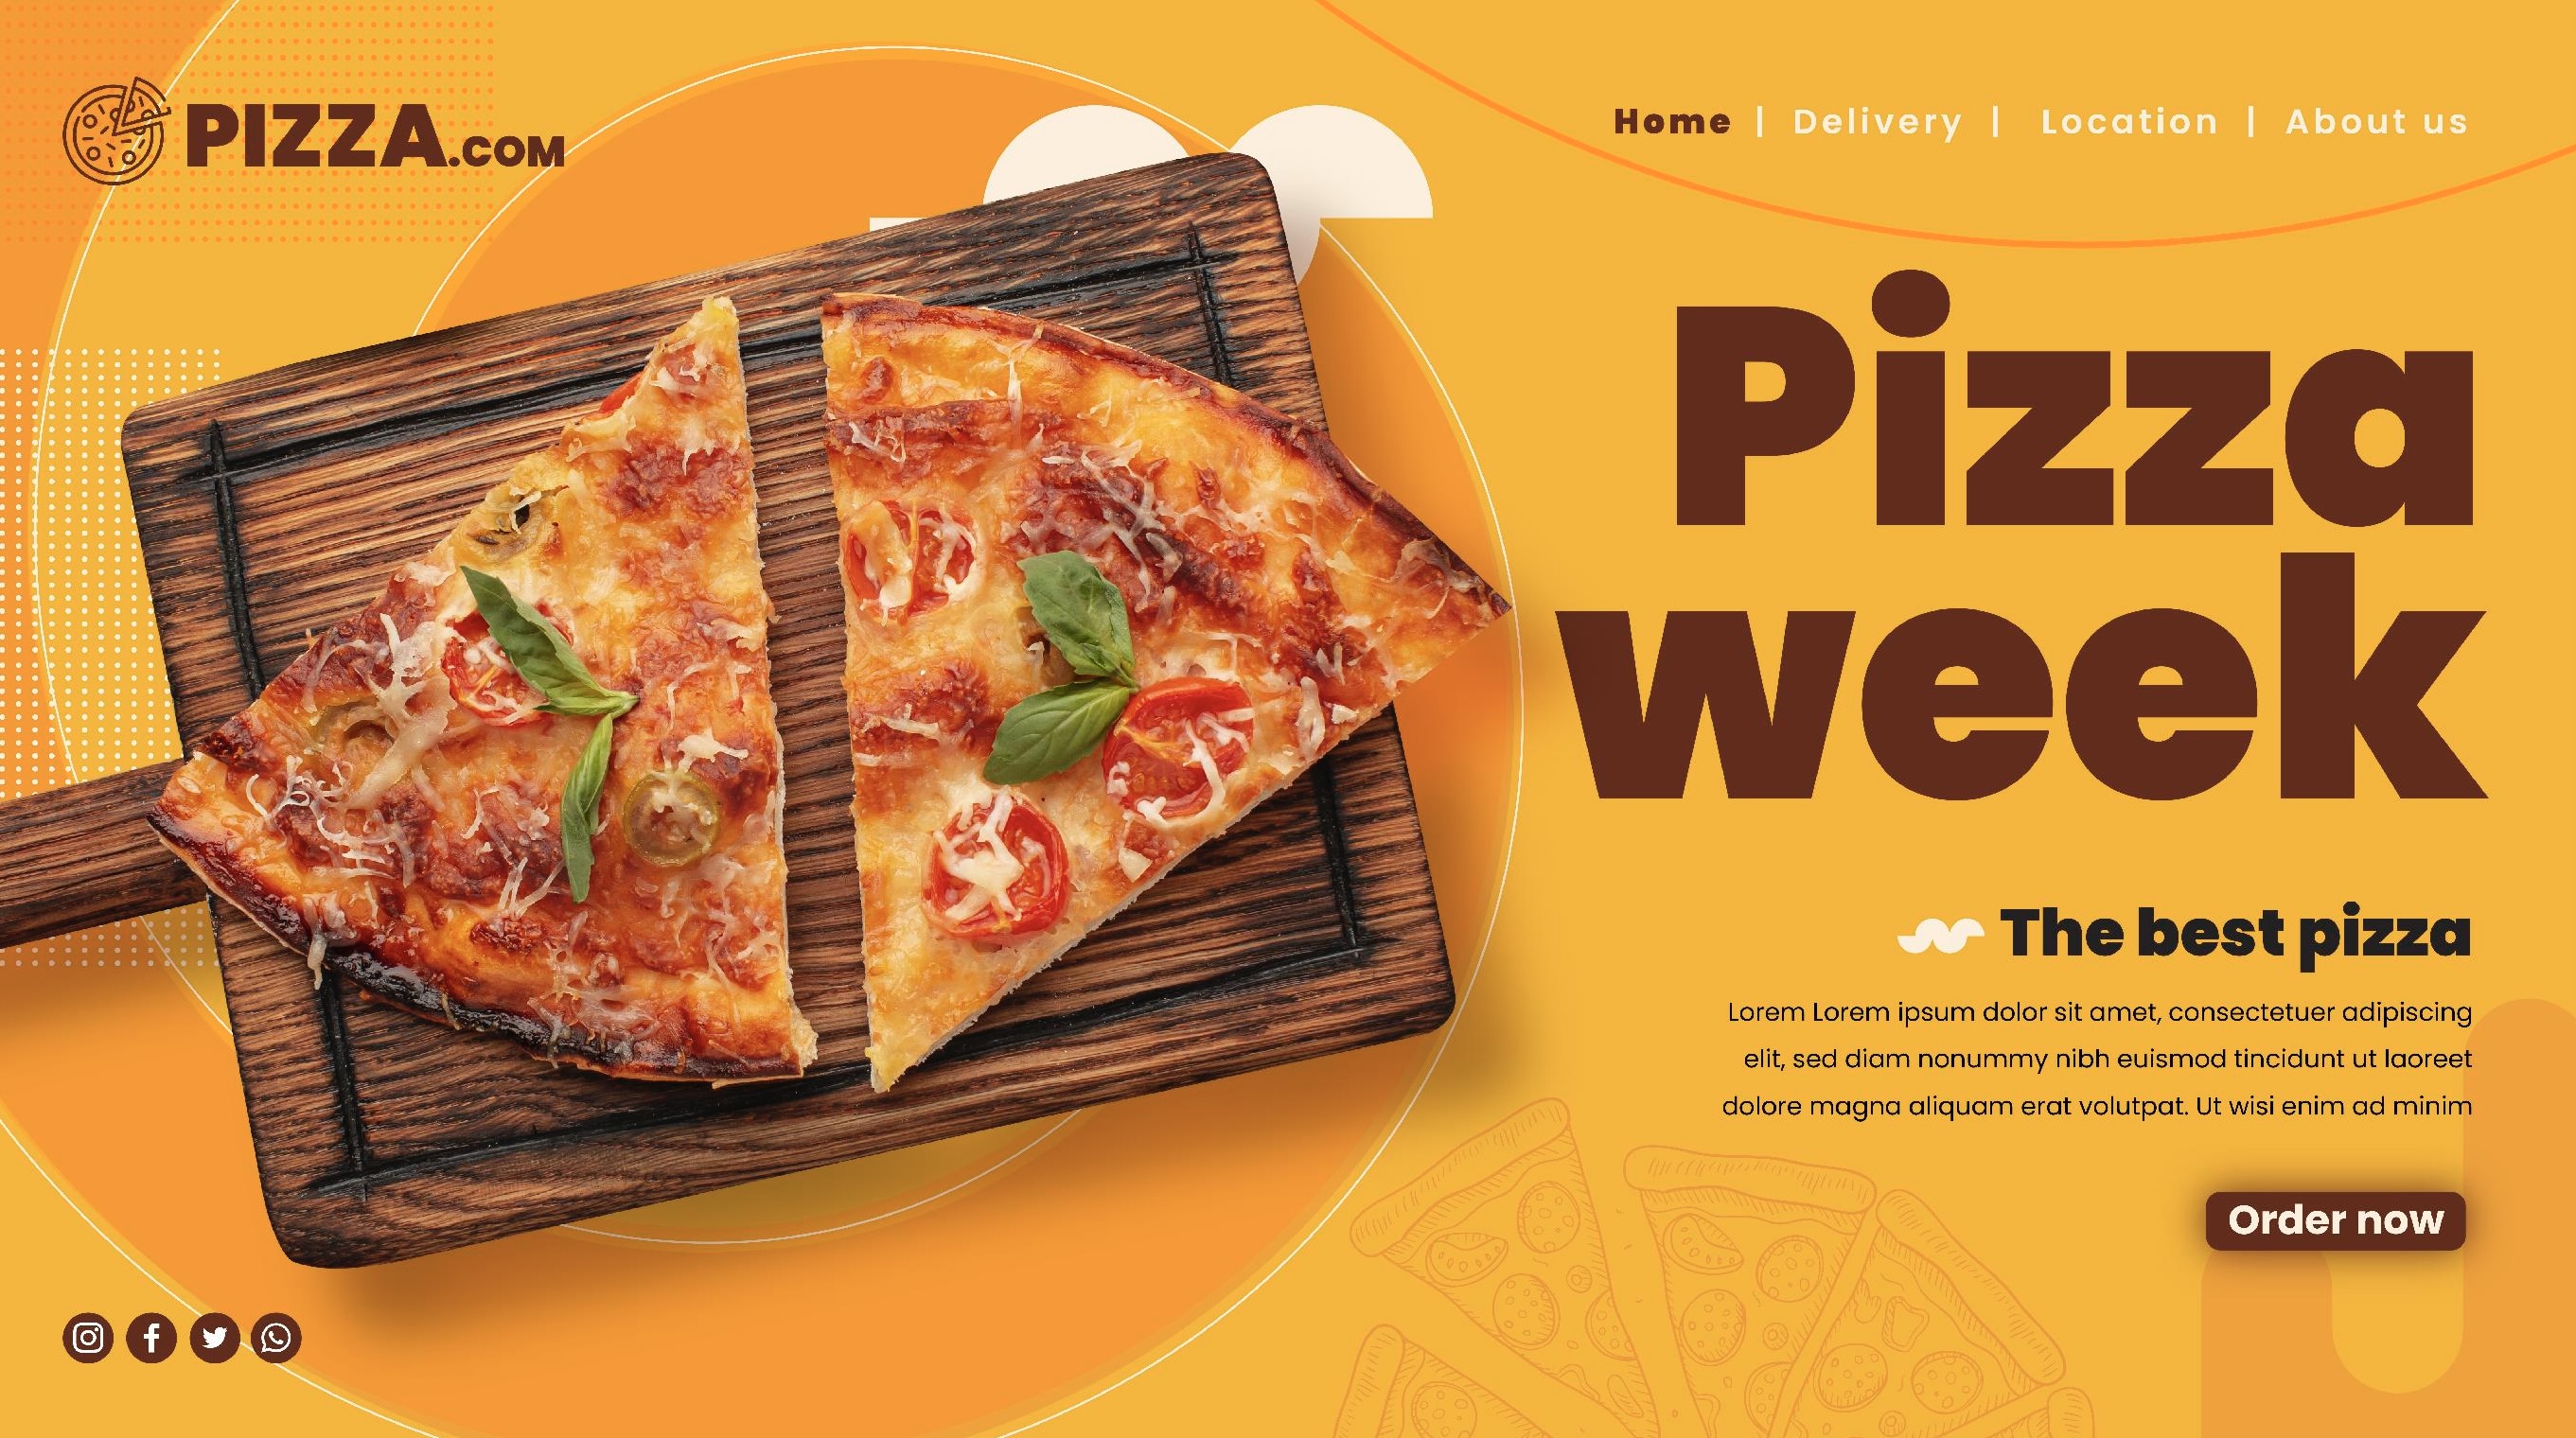 PIZZA.COM
Home | Delivery | Location | About us
Pizza
week
The best pizza
Lorem Lorem ipsum dolor sit amet, consectetuer adipiscing
elit, sed diam nonummy nibh euismod tincidunt ut laoreet
dolore magna aliquam erat volutpat. Ut wisi enim ad minim
Order now